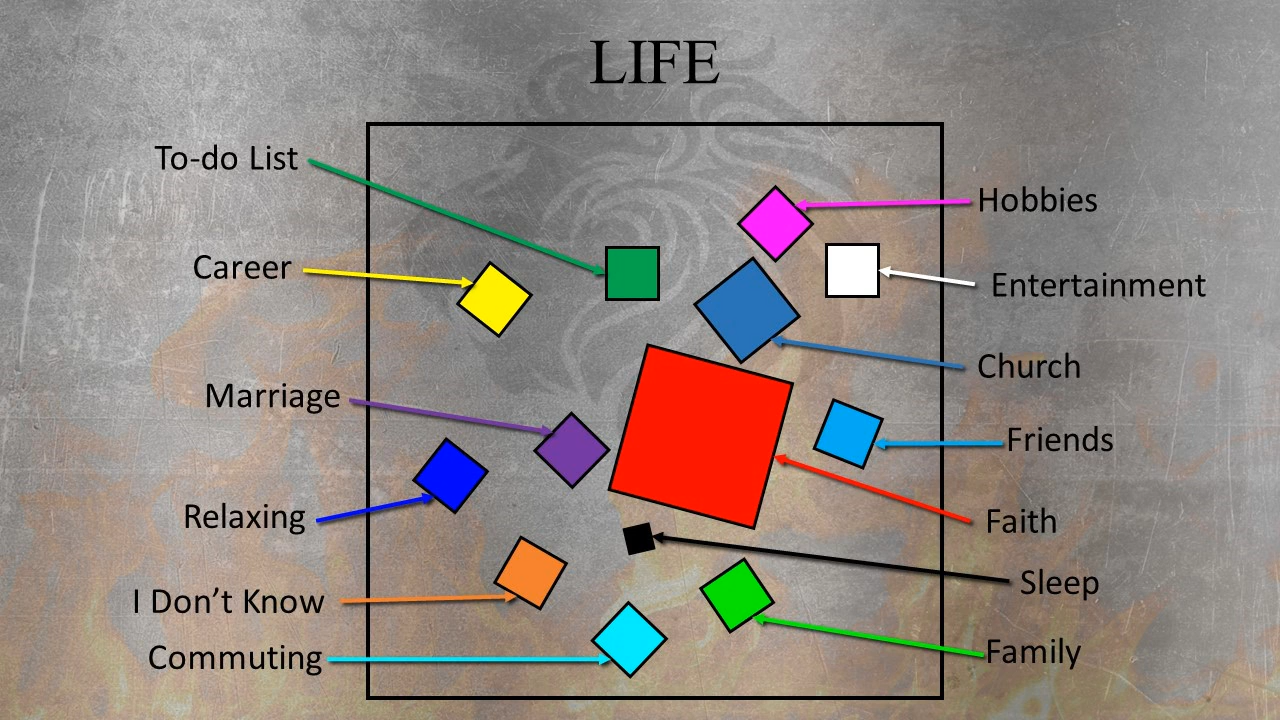 LIFE
To-do List
Career
Marriage
Relaxing
I Don’t Know
Commuting
Hobbies
Entertainment
Church
Friends
Faith
Sleep
Family